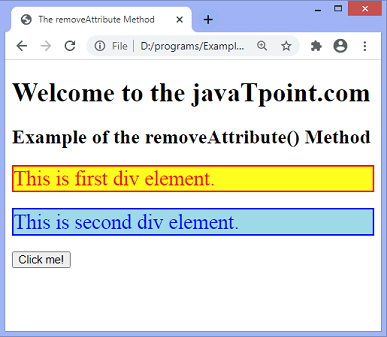 The removeAttribute Method
File | D:/programs/Exampl...
Welcome to the javaTpoint.com
Example of the removeAttribute() Method
This is first div element.
This is second div element.
Click me!